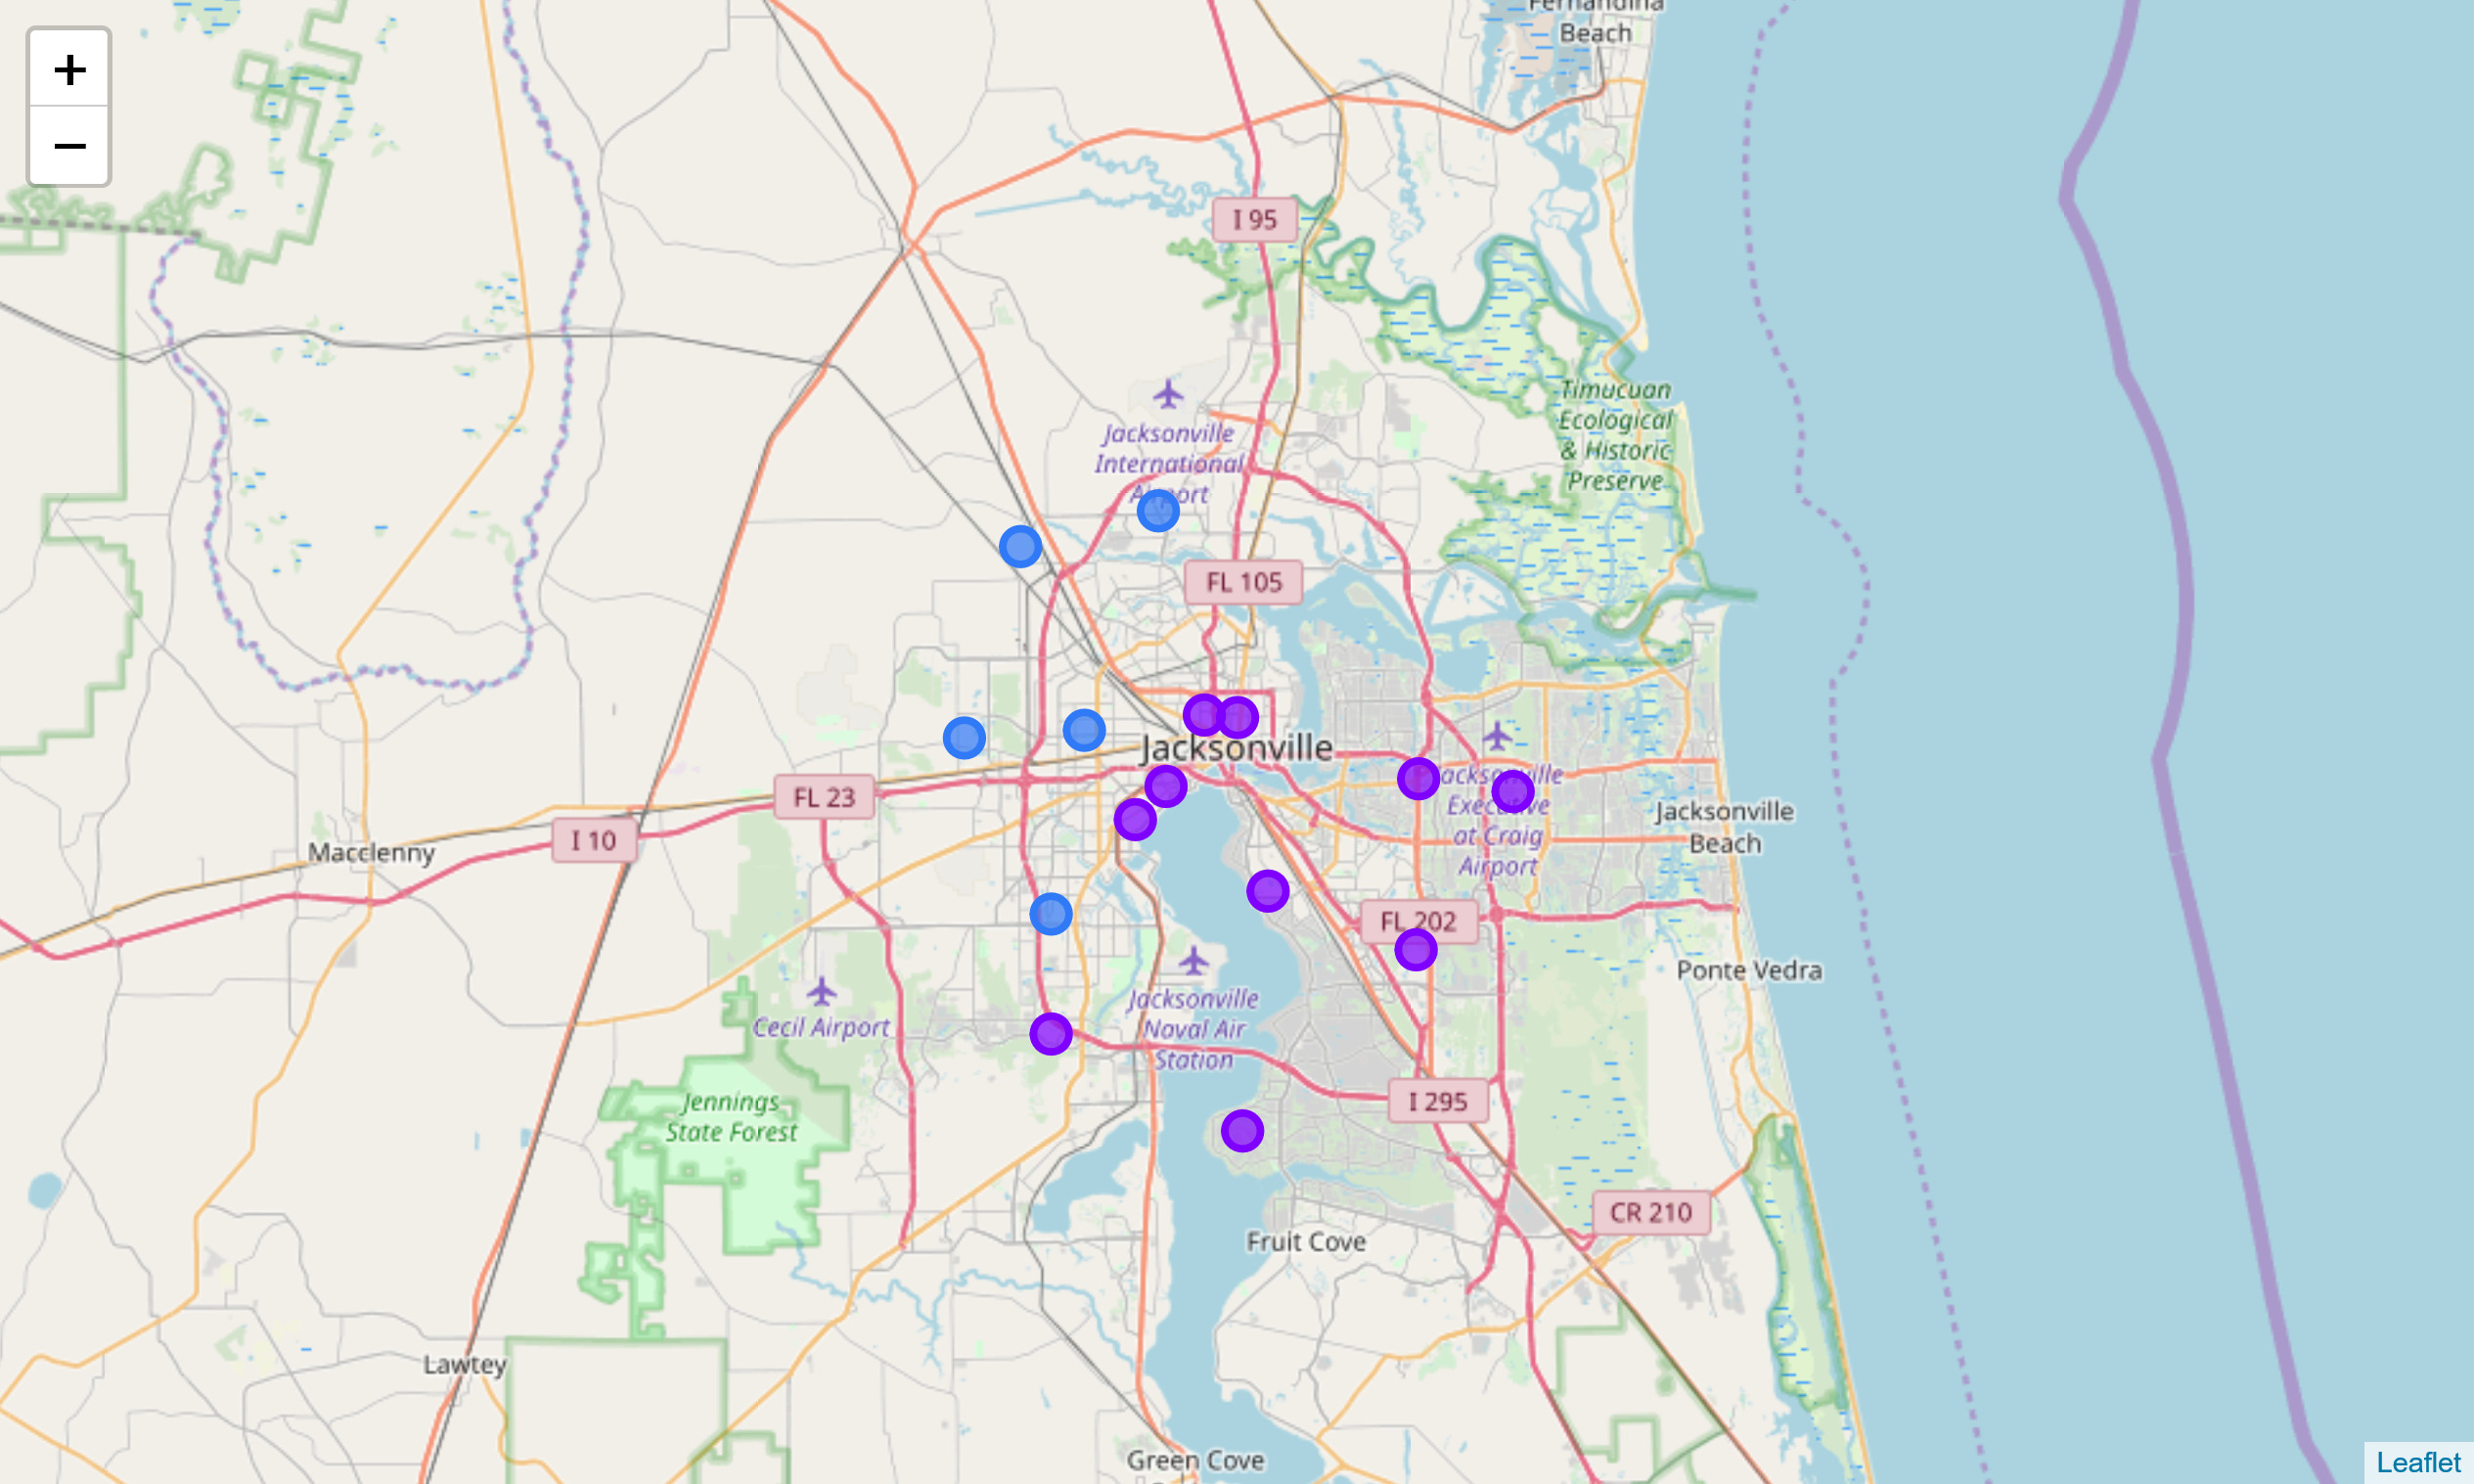 Fernandina
Beach
+
−
I 95
Timucuan
Ecological
& Historic
Preserve
Jacksonville
International
Airport
FL 105
Jacksonville
Jacksonville
Executive
at Craig
Airport
FL 23
Jacksonville
Beach
I 10
Macclenny
FL 202
Ponte Vedra
Jacksonville
Naval Air
Station
Cecil Airport
Jennings
State Forest
I 295
CR 210
Fruit Cove
Lawtey
Green Cove
Leaflet